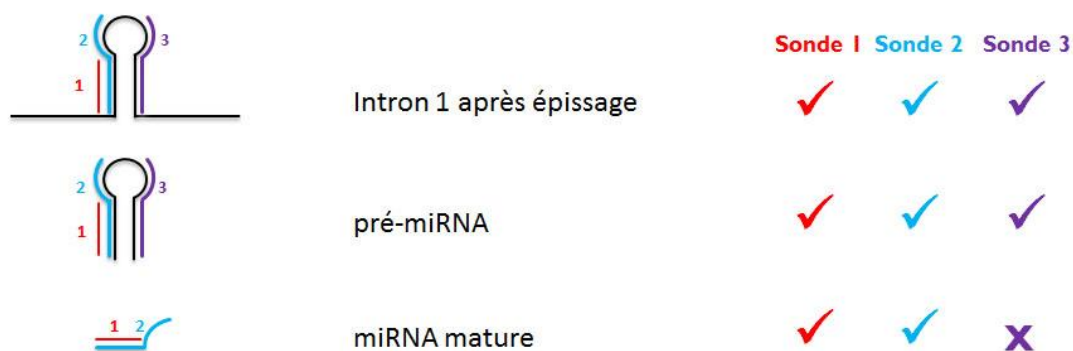 Sonde 1 Sonde 2 Sonde 3
2 3
1
Intron 1 après épissage
2 3
1
pré-miRNA
1 2
miRNA mature
x